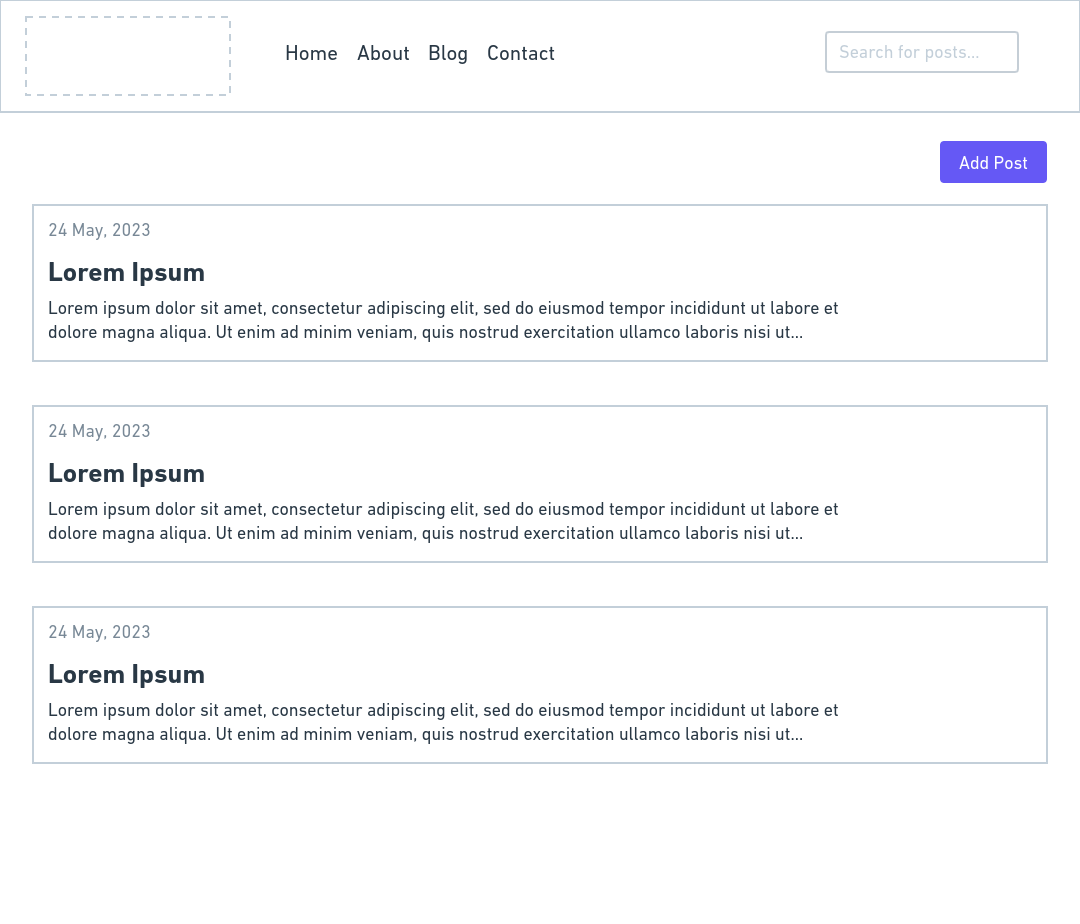 Home About Blog Contact
Search for posts...
Add Post
24 May, 2023
Lorem Ipsum
Lorem ipsum dolor sit amet, consectetur adipiscing elit, sed do eiusmod tempor incididunt ut labore et
dolore magna aliqua. Ut enim ad minim veniam, quis nostrud exercitation ullamco laboris nisi ut...
24 May, 2023
Lorem Ipsum
Lorem ipsum dolor sit amet, consectetur adipiscing elit, sed do eiusmod tempor incididunt ut labore et
dolore magna aliqua. Ut enim ad minim veniam, quis nostrud exercitation ullamco laboris nisi ut...
24 May, 2023
Lorem Ipsum
Lorem ipsum dolor sit amet, consectetur adipiscing elit, sed do eiusmod tempor incididunt ut labore et
dolore magna aliqua. Ut enim ad minim veniam, quis nostrud exercitation ullamco laboris nisi ut...